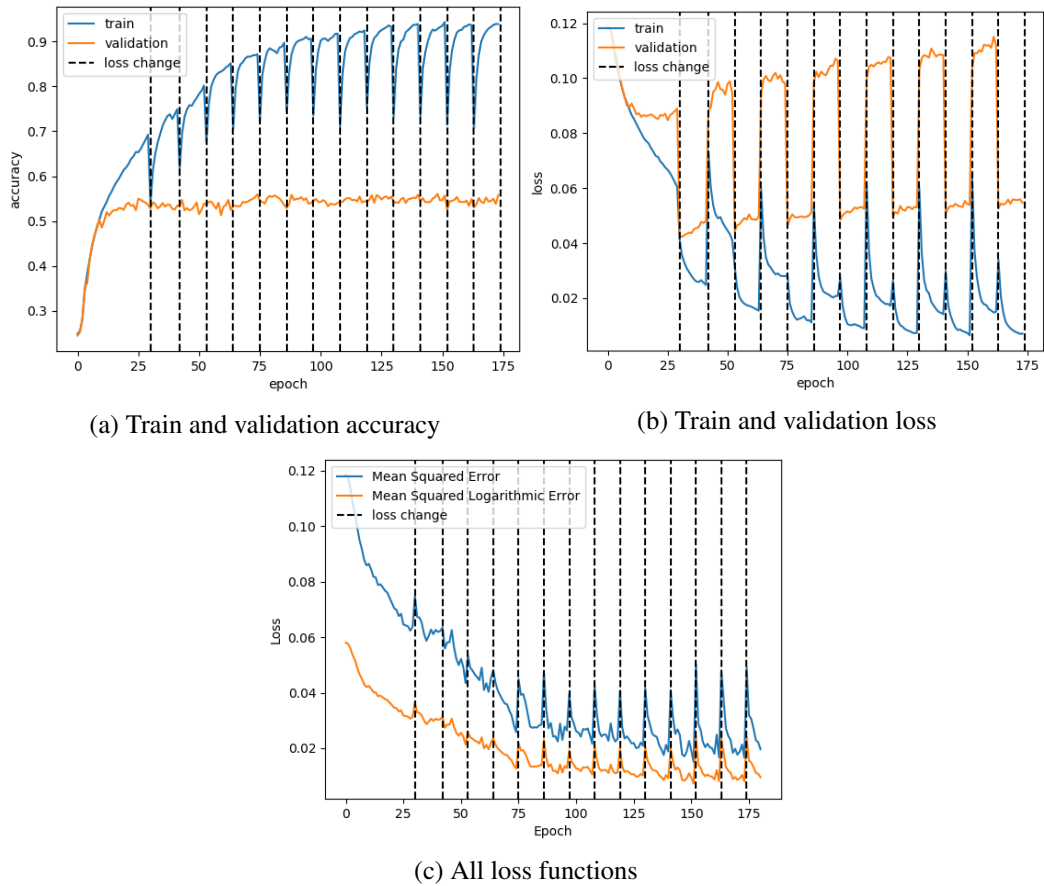 train
validation
loss change
0.9
0.8
0.7
0.6
0.5
0.4
0.3
accuracy
0 25 50 75 100 125 150 175
epoch
(a) Train and validation accuracy
train
validation
loss change
0.12
0.10
0.08
0.06
0.04
0.02
loss
0 25 50 75 100 125 150 175
epoch
(b) Train and validation loss
Mean Squared Error
Mean Squared Logarithmic Error
loss change
0.12
0.10
0.08
0.06
0.04
0.02
Loss
0 25 50 75 100 125 150 175
Epoch
(c) All loss functions